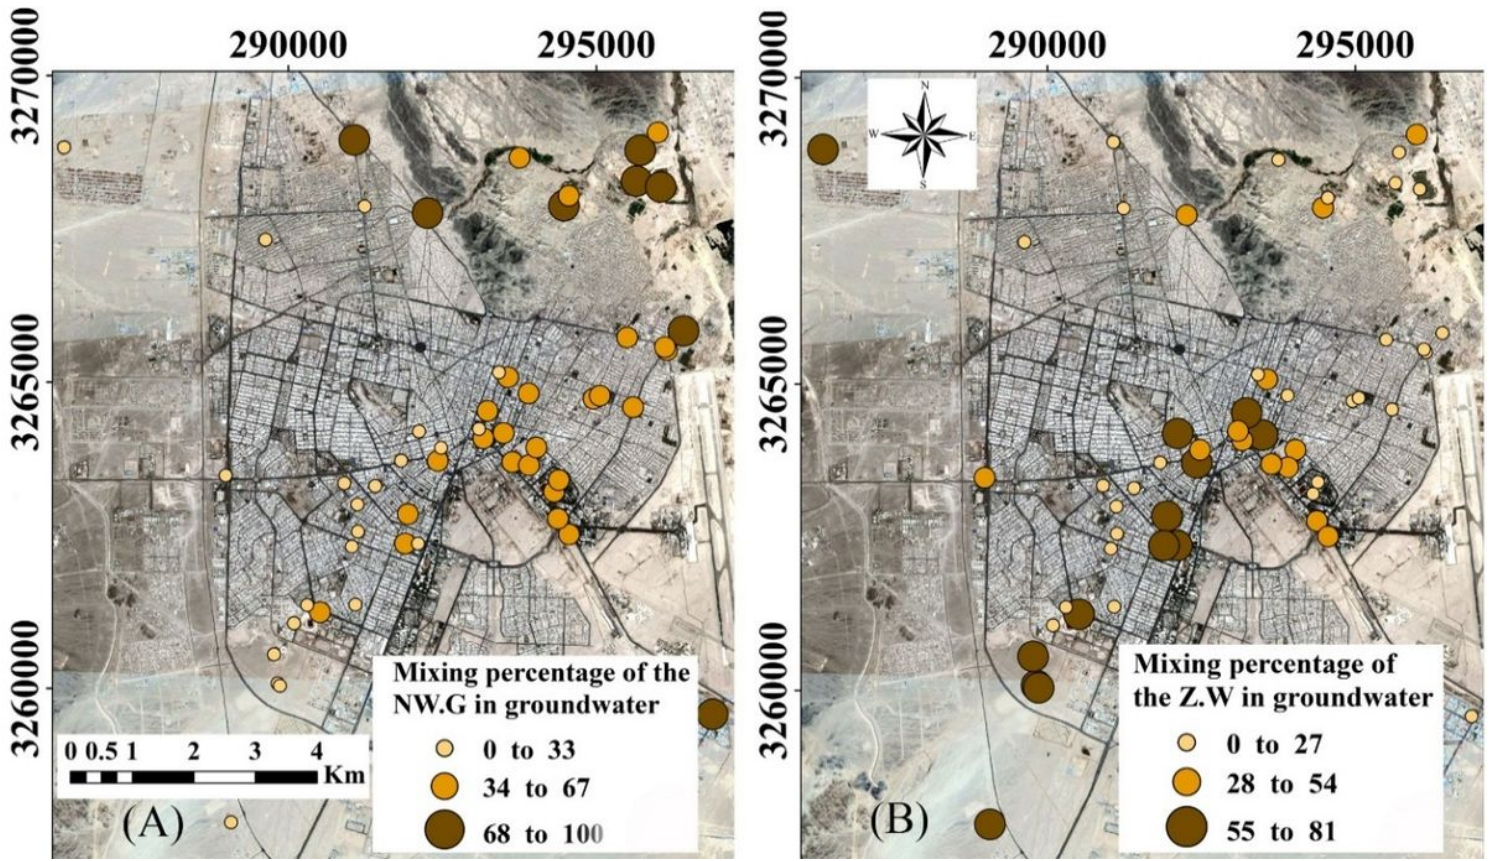 290000 295000
3270000
3265000
3260000
Mixing percentage of the
NW.G in groundwater
0 to 33
34 to 67
68 to 100
0 0.5 1 2 3 4
Km
(A)
290000 295000
3270000
3265000
3260000
N
W E
S
Mixing percentage of
the Z.W in groundwater
0 to 27
28 to 54
55 to 81
(B)